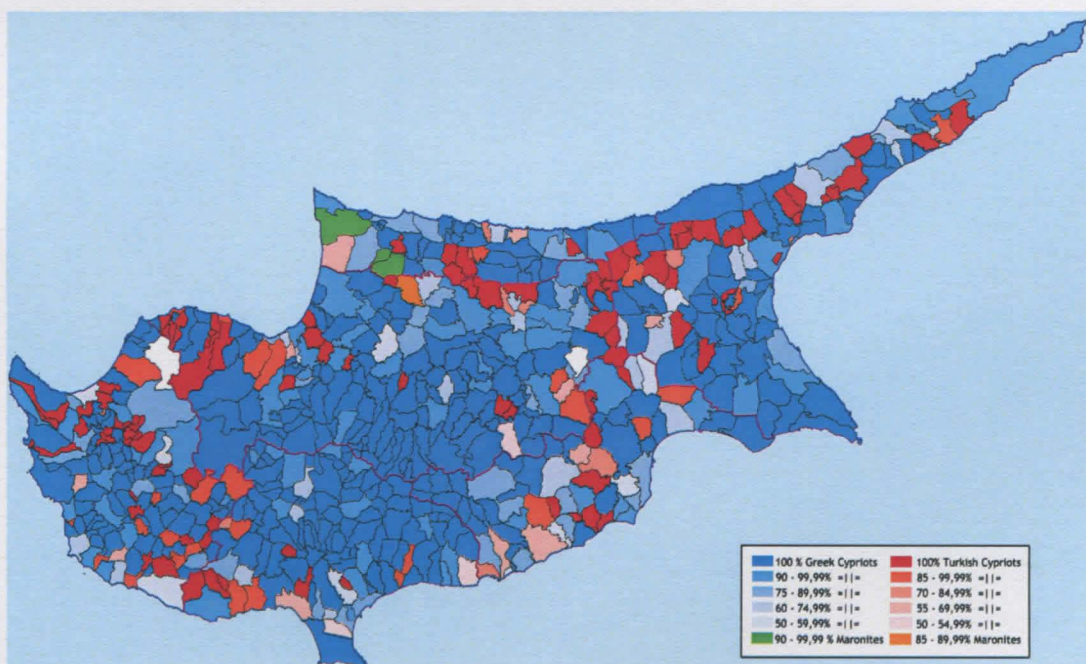 100 % Greek Cypriots
90 - 99,99% =||=
75 - 89,99% =||=
60 - 74,99% =||=
50 - 59,99% =||=
90 - 99,99 % Maronites
100% Turkish Cypriots
85 - 99,99% =||=
70 - 84,99% =||=
55 - 69,99% =||=
50 - 54,99% =||=
85 - 89,99% Maronites